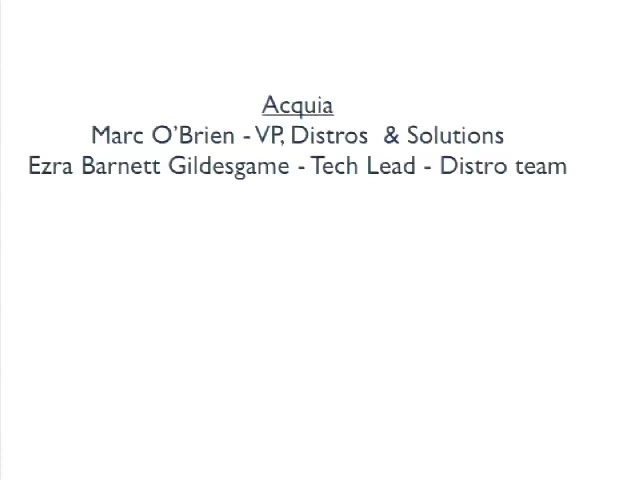 Acquia
Marc O’Brien - VP, Distros & Solutions
Ezra Barnett Gildesgame - Tech Lead - Distro team